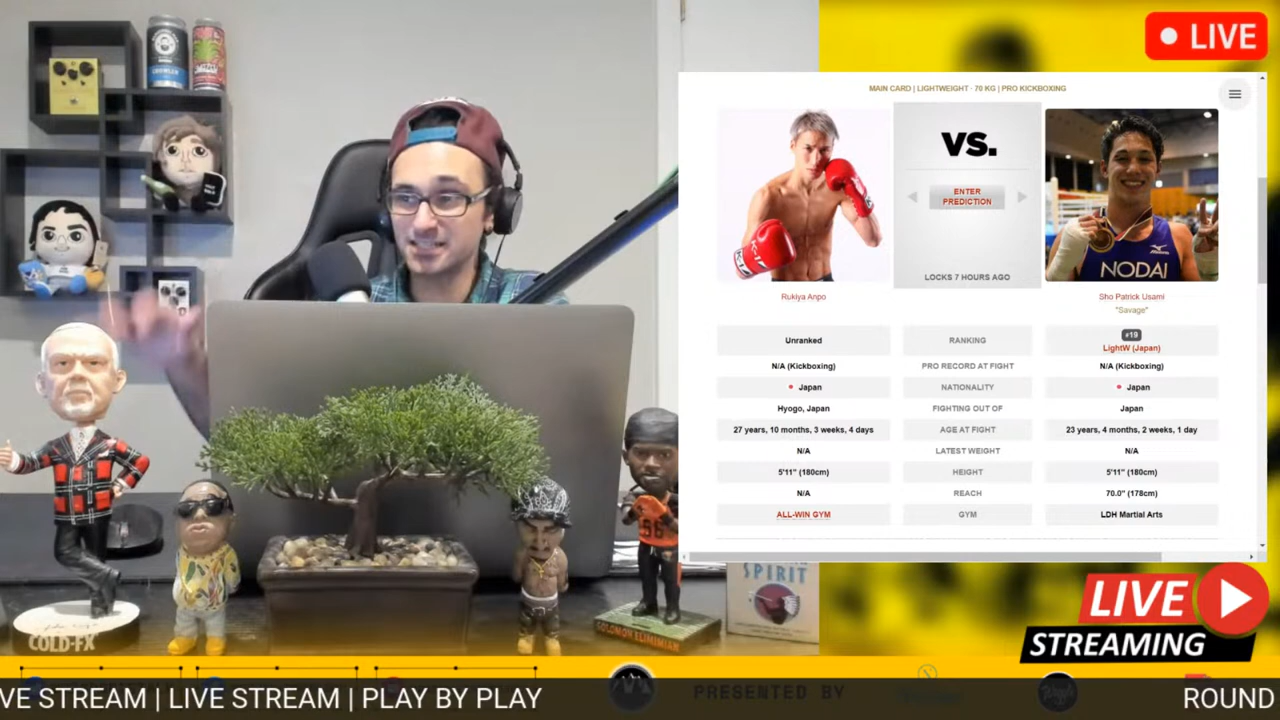 LIVE
MAIN CARD | LIGHTWEIGHT · 70 KG | PRO KICKBOXING
VS.
ENTER
PREDICTION
LOCKS 7 HOURS AGO
NODAI
Rukiya Anpo
Sho Patrick Usami
"Savage"
Unranked RANKING #19
LightW (Japan)
N/A (Kickboxing) PRO RECORD AT FIGHT N/A (Kickboxing)
Japan NATIONALITY Japan
Hyogo, Japan FIGHTING OUT OF Japan
27 years, 10 months, 3 weeks, 4 days AGE AT FIGHT 23 years, 4 months, 2 weeks, 1 day
N/A LATEST WEIGHT N/A
5'11" (180cm) HEIGHT 5'11" (180cm)
N/A REACH 70.0" (178cm)
ALL-WIN GYM GYM LDH Martial Arts
SPIRIT
COLD-FX
SOLOMON ELIMIMIAN
LIVE
STREAMING
PRESENTED BY
VE STREAM | LIVE STREAM | PLAY BY PLAY
ROUND